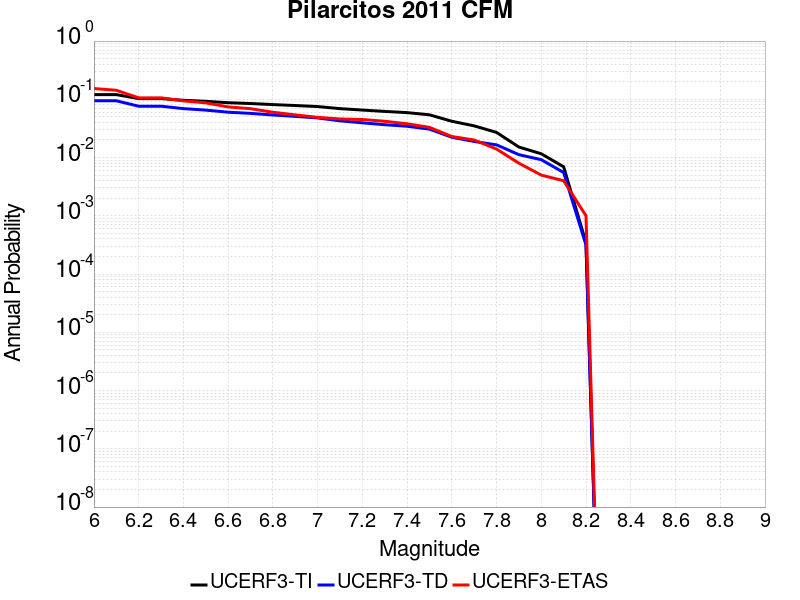 Pilarcitos 2011 CFM
10^0
10^-1
10^-2
10^-3
10^-4
10^-5
10^-6
10^-7
10^-8
Annual Probability
6 6.2 6.4 6.6 6.8 7 7.2 7.4 7.6 7.8 8 8.2 8.4 8.6 8.8 9
Magnitude
UCERF3-TI UCERF3-TD UCERF3-ETAS